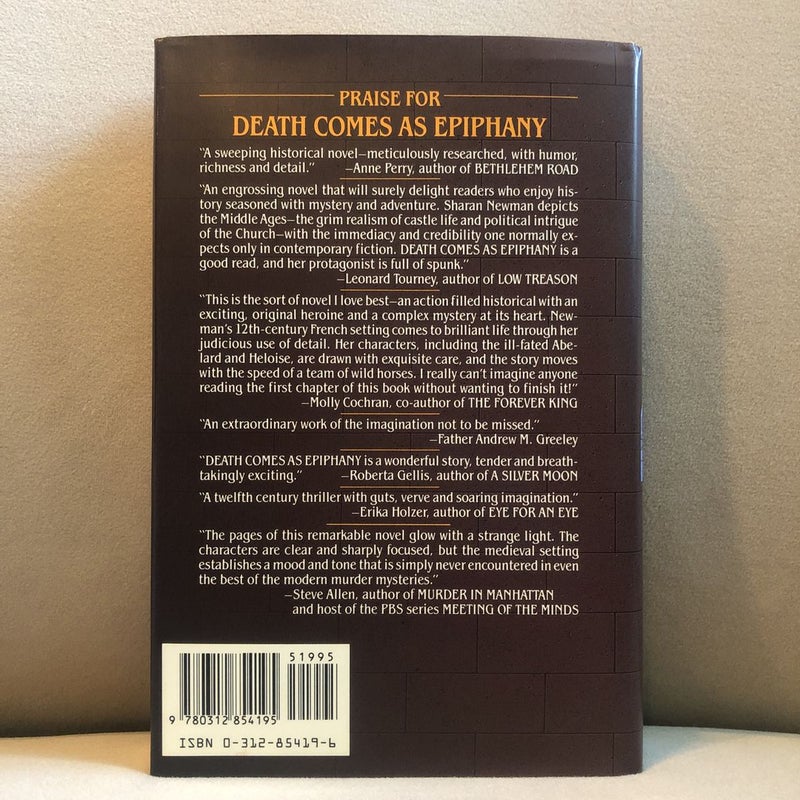 PRAISE FOR
DEATH COMES AS EPIPHANY
“A sweeping historical novel—meticulously researched, with humor,
richness and detail.” —Anne Perry, author of BETHLEHEM ROAD
“An engrossing novel that will surely delight readers who enjoy his-
tory seasoned with mystery and adventure. Sharan Newman depicts
the Middle Ages—the grim realism of castle life and political intrigue
of the Church—with the immediacy and credibility one normally ex-
pects only in contemporary fiction. DEATH COMES AS EPIPHANY is a
good read, and her protagonist is full of spunk.”
—Leonard Tourney, author of LOW TREASON
“This is the sort of novel I love best—an action filled historical with an
exciting, original heroine and a complex mystery at its heart. New-
man's 12th-century French setting comes to brilliant life through her
judicious use of detail. Her characters, including the ill-fated Abe-
lard and Heloise, are drawn with exquisite care, and the story moves
with the speed of a team of wild horses. I really can't imagine anyone
reading the first chapter of this book without wanting to finish it!”
—Molly Cochran, co-author of THE FOREVER KING
“An extraordinary work of the imagination not to be missed.”
—Father Andrew M. Greeley
“DEATH COMES AS EPIPHANY is a wonderful story, tender and breath-
takingly exciting.” —Roberta Gellis, author of A SILVER MOON
“A twelfth century thriller with guts, verve and soaring imagination.”
—Erika Holzer, author of EYE FOR AN EYE
“The pages of this remarkable novel glow with a strange light. The
characters are clear and sharply focused, but the medieval setting
establishes a mood and tone that is simply never encountered in even
the best of the modern murder mysteries.”
—Steve Allen, author of MURDER IN MANHATTAN
and host of the PBS series MEETING OF THE MINDS
51995
9 780312 854195
ISBN 0-312-85419-6